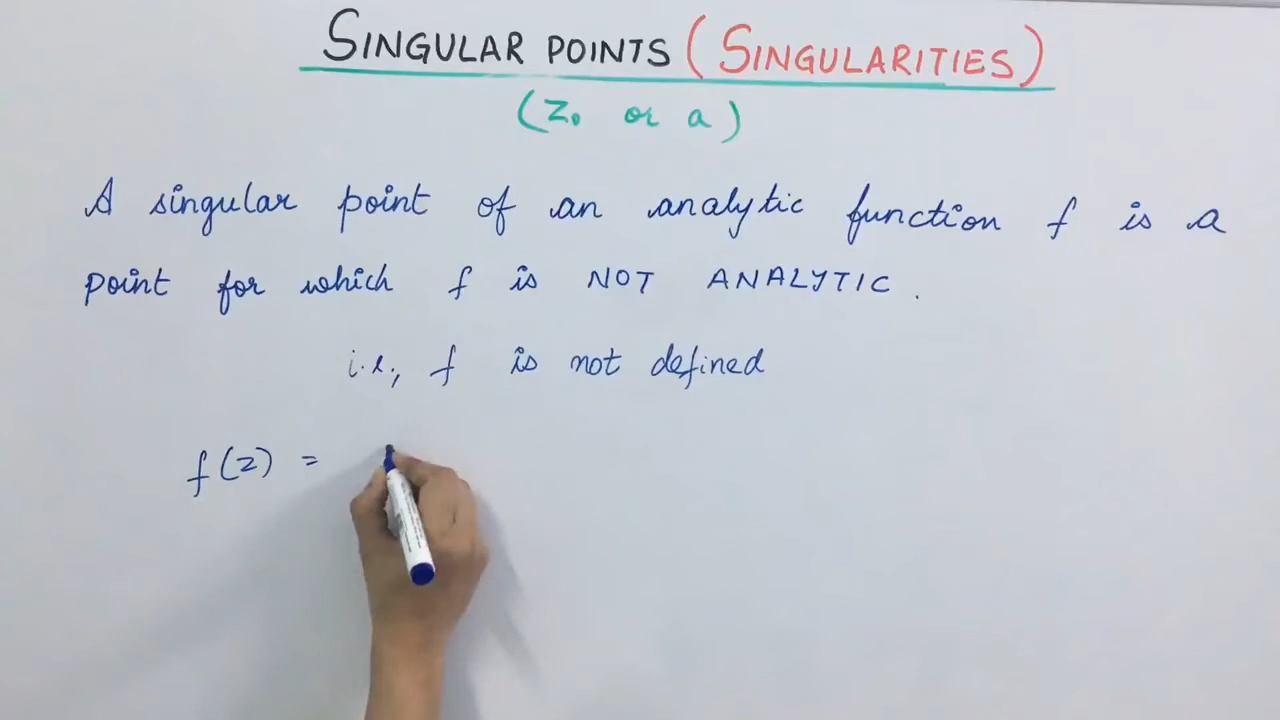 SINGULAR POINTS (SINGULARITIES)
(z₀ or a)
A singular point of an analytic function f is a
point for which f is NOT ANALYTIC.
i.e., f is not defined
f(z) =